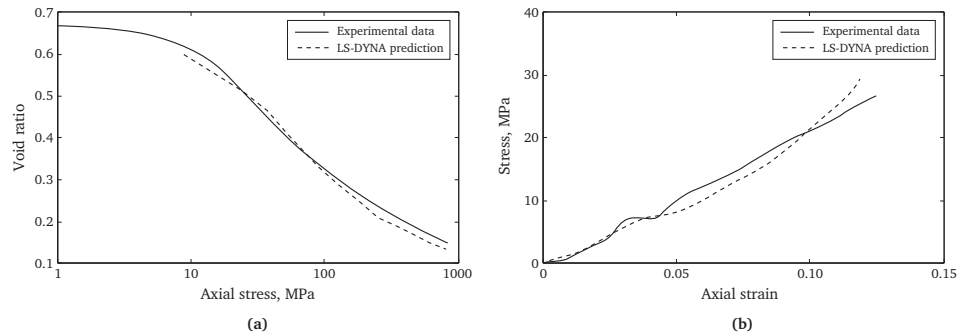 0.7
0.6
0.5
0.4
0.3
0.2
0.1
Void ratio
1
10
100
1000
Axial stress, MPa
Experimental data
LS-DYNA prediction
(a)
40
30
20
10
0
Stress, MPa
0
0.05
0.10
0.15
Axial strain
Experimental data
LS-DYNA prediction
(b)